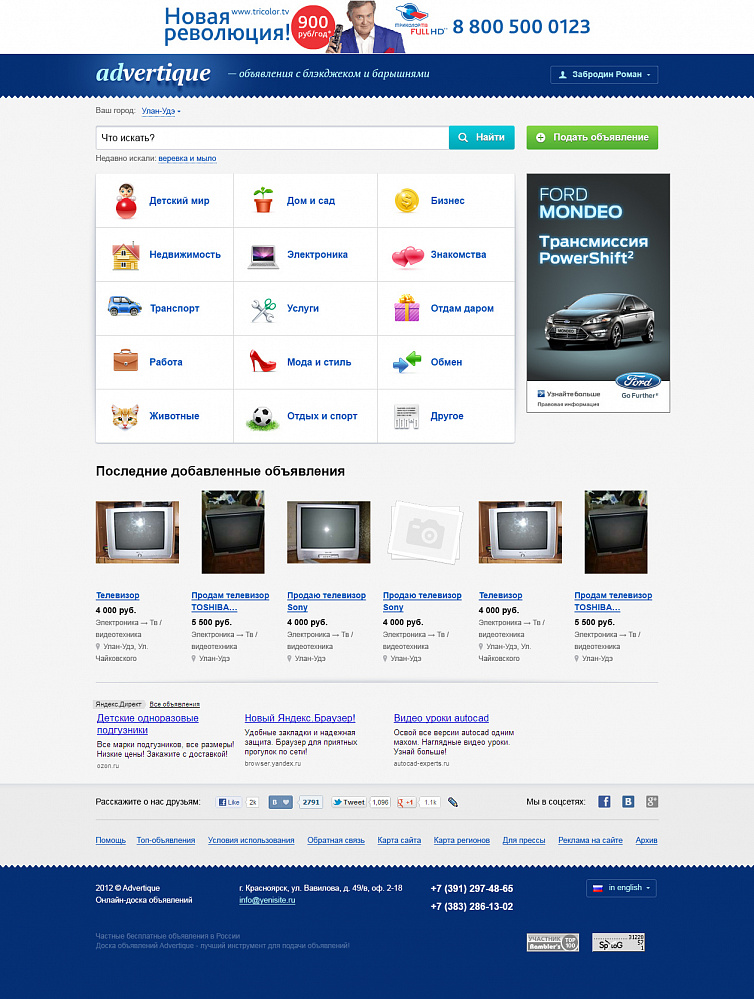 Новая
революция!
www.tricolor.tv
900
руб/год*
ТРИКОЛОР ТВ
FULL HD
8 800 500 0123
advertique
— объявления с блэкджеком и барышнями
Забродин Роман
Ваш город: Улан-Удэ
Что искать?
Найти
Подать объявление
Недавно искали: веревка и мыло
Детский мир
Дом и сад
Бизнес
Недвижимость
Электроника
Знакомства
Транспорт
Услуги
Отдам даром
Работа
Мода и стиль
Обмен
Животные
Отдых и спорт
Другое
FORD
MONDEO
Трансмиссия
PowerShift²
MONDEO
Узнайте больше
Правовая информация
Ford
Go Further*
Последние добавленные объявления
Телевизор
4 000 руб.
Электроника → Тв /
видеотехника
Улан-Удэ, Ул.
Чайковского
Продам телевизор
TOSHIBA...
5 500 руб.
Электроника → Тв /
видеотехника
Улан-Удэ
Продаю телевизор
Sony
4 000 руб.
Электроника → Тв /
видеотехника
Улан-Удэ
Продаю телевизор
Sony
4 000 руб.
Электроника → Тв /
видеотехника
Улан-Удэ
Телевизор
4 000 руб.
Электроника → Тв /
видеотехника
Улан-Удэ, Ул.
Чайковского
Продам телевизор
TOSHIBA...
5 500 руб.
Электроника → Тв /
видеотехника
Улан-Удэ
Яндекс.Директ Все объявления
Детские одноразовые
подгузники
Все марки подгузников, все размеры!
Низкие цены! Закажите с доставкой!
ozon.ru
Новый Яндекс.Браузер!
Удобные закладки и надежная
защита. Браузер для приятных
прогулок по сети!
browser.yandex.ru
Видео уроки autocad
Освой все версии autocad одним
махом. Наглядные видео уроки.
Узнай больше!
autocad-experts.ru
Расскажите о нас друзьям:
Like 2k
B 2791
Tweet 1,096
+1 1.1k
Мы в соцсетях:
f B g+
Помощь Топ-объявления Условия использования Обратная связь Карта сайта Карта регионов Для прессы Реклама на сайте Архив
2012 © Advertique
Онлайн-доска объявлений
г. Красноярск, ул. Вавилова, д. 49/в, оф. 2-18
info@yenisite.ru
+7 (391) 297-48-65
+7 (383) 286-13-02
in english
Частные бесплатные объявления в России
Доска объявлений Advertique - лучший инструмент для подачи объявлений!
УЧАСТНИК
Rambler's
TOP
100
SpyLOG
31220
57
1